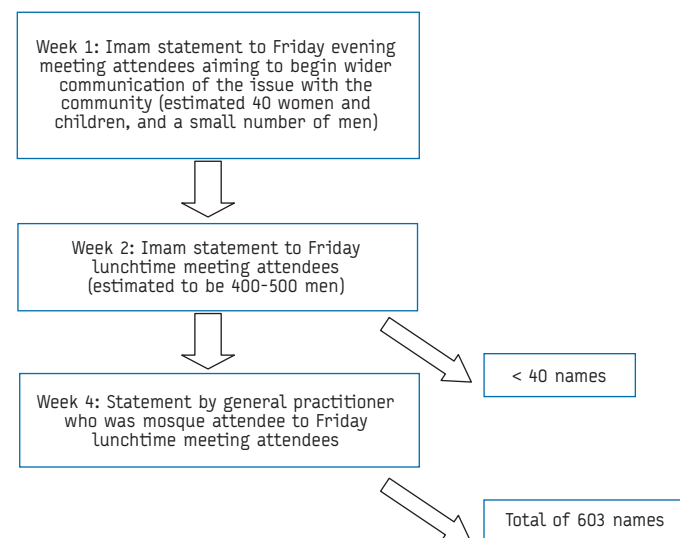 Week 1: Imam statement to Friday evening
meeting attendees aiming to begin wider
communication of the issue with the
community (estimated 40 women and
children, and a small number of men)
Week 2: Imam statement to Friday
lunchtime meeting attendees
(estimated to be 400-500 men)
< 40 names
Week 4: Statement by general practitioner
who was mosque attendee to Friday
lunchtime meeting attendees
Total of 603 names